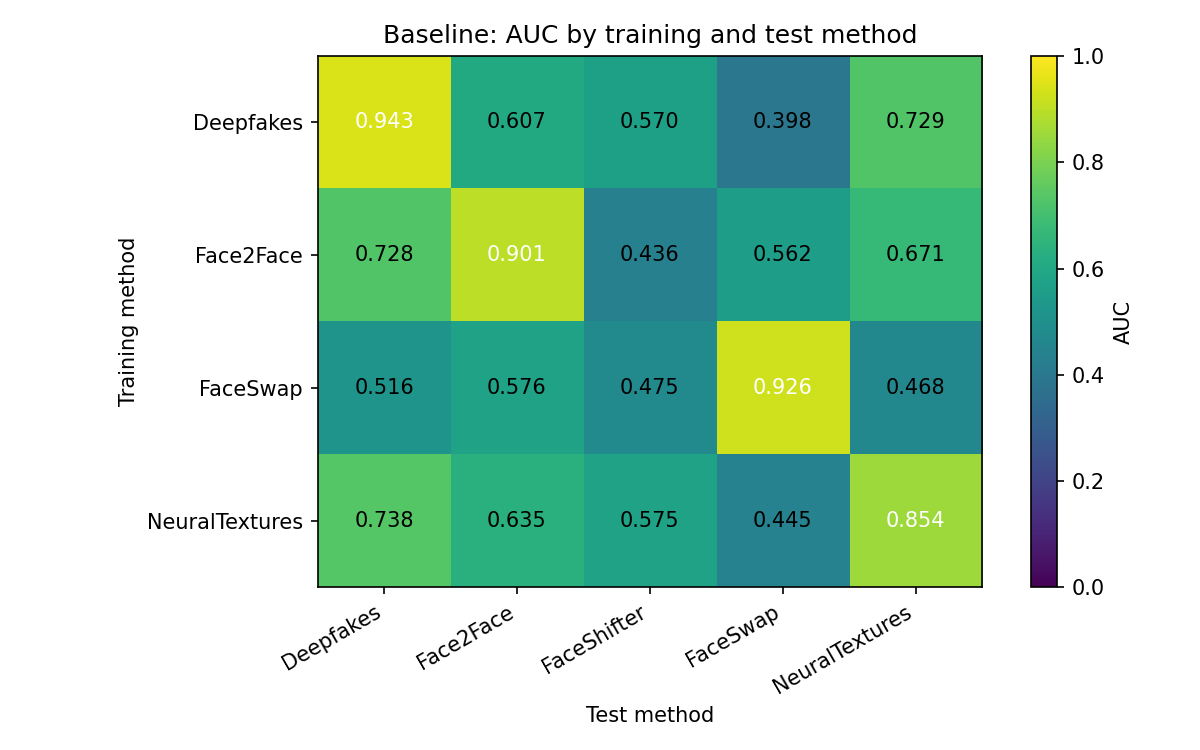 Baseline: AUC by training and test method
Training method
Deepfakes 0.943 0.607 0.570 0.398 0.729
Face2Face 0.728 0.901 0.436 0.562 0.671
FaceSwap 0.516 0.576 0.475 0.926 0.468
NeuralTextures 0.738 0.635 0.575 0.445 0.854
Deepfakes Face2Face FaceShifter FaceSwap NeuralTextures
Test method
1.0
0.8
0.6
0.4
0.2
0.0
AUC